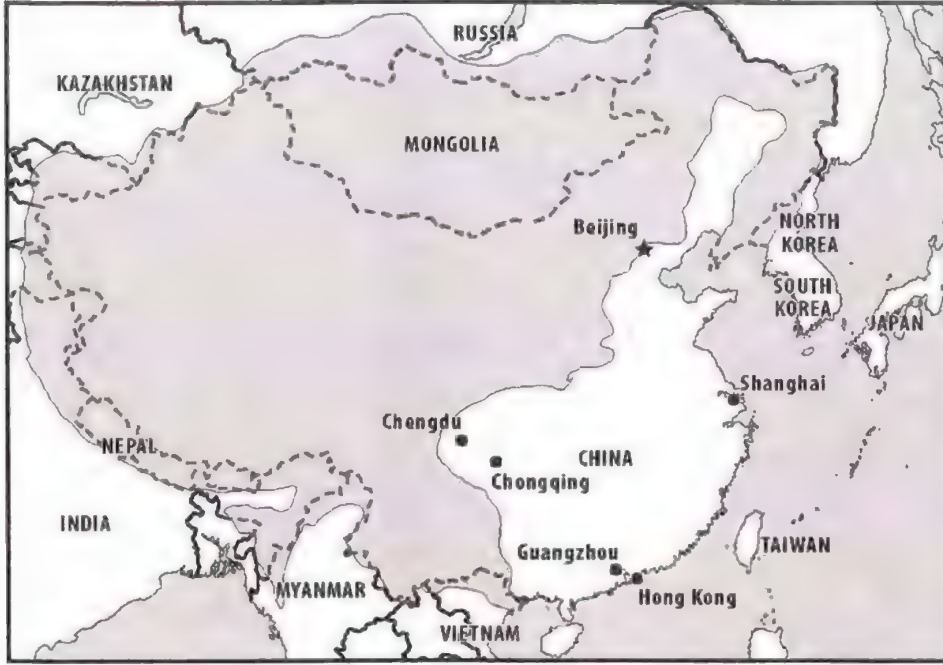 RUSSIA
KAZAKHSTAN
MONGOLIA
Beijing
NORTH
KOREA
SOUTH
KOREA
JAPAN
Shanghai
Chengdu
NEPAL
CHINA
Chongqing
INDIA
Guangzhou
TAIWAN
MYANMAR
Hong Kong
VIETNAM